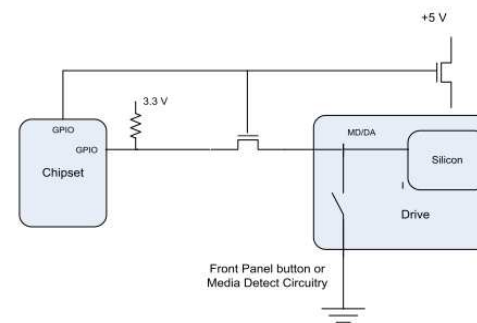 +5 V
3.3 V
GPIO
GPIO
Chipset
MD/DA
Silicon
Drive
Front Panel button or
Media Detect Circuitry